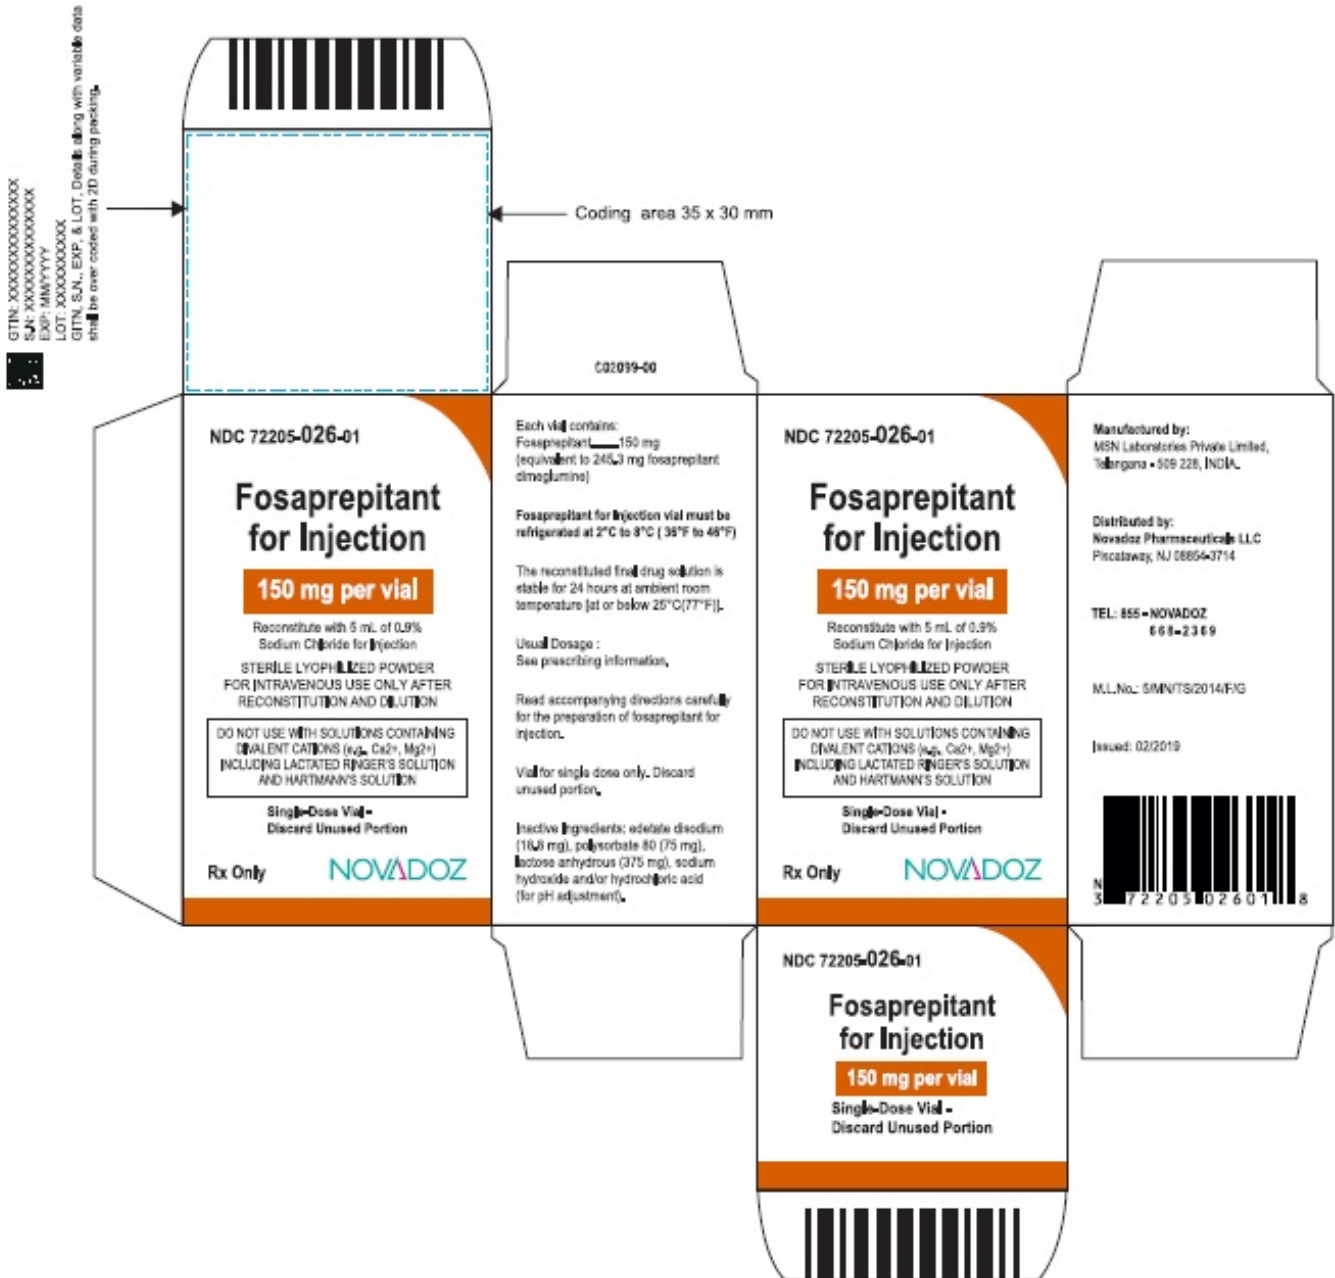 GTIN: XXXXXXXXXXXXXX
S.N: XXXXXXXXXXXXXX
EXP: MM/YYYY
LOT: XXXXXXXXXX
GITN, S.N., EXP, & LOT, Details along with variable data
shall be over coded with 2D during packing.
Coding area 35 x 30 mm
C02099-00
NDC 72205-026-01
Fosaprepitant
for Injection
150 mg per vial
Reconstitute with 5 mL of 0.9%
Sodium Chloride for Injection
STERILE LYOPHILIZED POWDER
FOR INTRAVENOUS USE ONLY AFTER
RECONSTITUTION AND DILUTION
DO NOT USE WITH SOLUTIONS CONTAINING
DIVALENT CATIONS (e.g., Ca2+, Mg2+)
INCLUDING LACTATED RINGER'S SOLUTION
AND HARTMANN'S SOLUTION
Single-Dose Vial -
Discard Unused Portion
Rx Only
NOVADOZ
Each vial contains:
Fosaprepitant.........150 mg
(equivalent to 245.3 mg fosaprepitant
dimeglumine)
Fosaprepitant for Injection vial must be
refrigerated at 2°C to 8°C ( 36°F to 46°F)
The reconstituted final drug solution is
stable for 24 hours at ambient room
temperature [at or below 25°C(77°F)].
Usual Dosage :
See prescribing information.
Read accompanying directions carefully
for the preparation of fosaprepitant for
injection.
Vial for single dose only. Discard
unused portion.
Inactive Ingredients: edetate disodium
(18.8 mg), polysorbate 80 (75 mg),
lactose anhydrous (375 mg), sodium
hydroxide and/or hydrochloric acid
(for pH adjustment).
NDC 72205-026-01
Fosaprepitant
for Injection
150 mg per vial
Reconstitute with 5 mL of 0.9%
Sodium Chloride for Injection
STERILE LYOPHILIZED POWDER
FOR INTRAVENOUS USE ONLY AFTER
RECONSTITUTION AND DILUTION
DO NOT USE WITH SOLUTIONS CONTAINING
DIVALENT CATIONS (e.g., Ca2+, Mg2+)
INCLUDING LACTATED RINGER'S SOLUTION
AND HARTMANN'S SOLUTION
Single-Dose Vial -
Discard Unused Portion
Rx Only
NOVADOZ
Manufactured by:
MSN Laboratories Private Limited,
Telangana - 509 228, INDIA.
Distributed by:
Novadoz Pharmaceuticals LLC
Piscataway, NJ 08854-3714
TEL: 855 - NOVADOZ
668-2369
M.L.No.: 5/MN/TS/2014/F/G
Issued: 02/2019
N
3 72205 02601 8
NDC 72205-026-01
Fosaprepitant
for Injection
150 mg per vial
Single-Dose Vial -
Discard Unused Portion